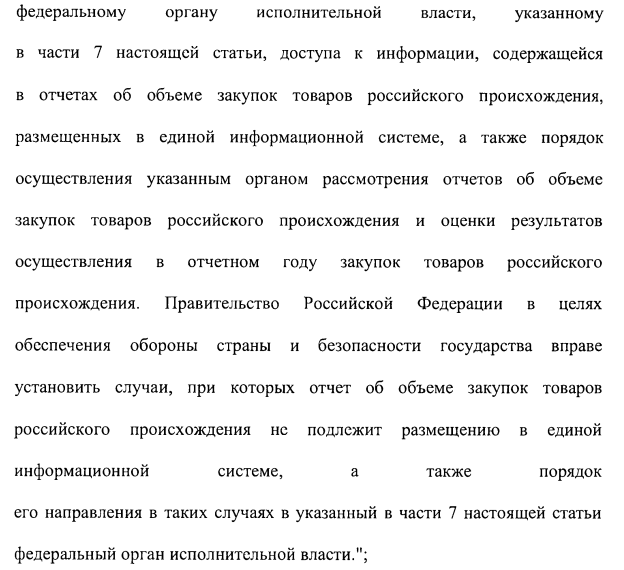 федеральному органу исполнительной власти, указанному
в части 7 настоящей статьи, доступа к информации, содержащейся
в отчетах об объеме закупок товаров российского происхождения,
размещенных в единой информационной системе, а также порядок
осуществления указанным органом рассмотрения отчетов об объеме
закупок товаров российского происхождения и оценки результатов
осуществления в отчетном году закупок товаров российского
происхождения. Правительство Российской Федерации в целях
обеспечения обороны страны и безопасности государства вправе
установить случаи, при которых отчет об объеме закупок товаров
российского происхождения не подлежит размещению в единой
информационной системе, а также порядок
его направления в таких случаях в указанный в части 7 настоящей статьи
федеральный орган исполнительной власти.";